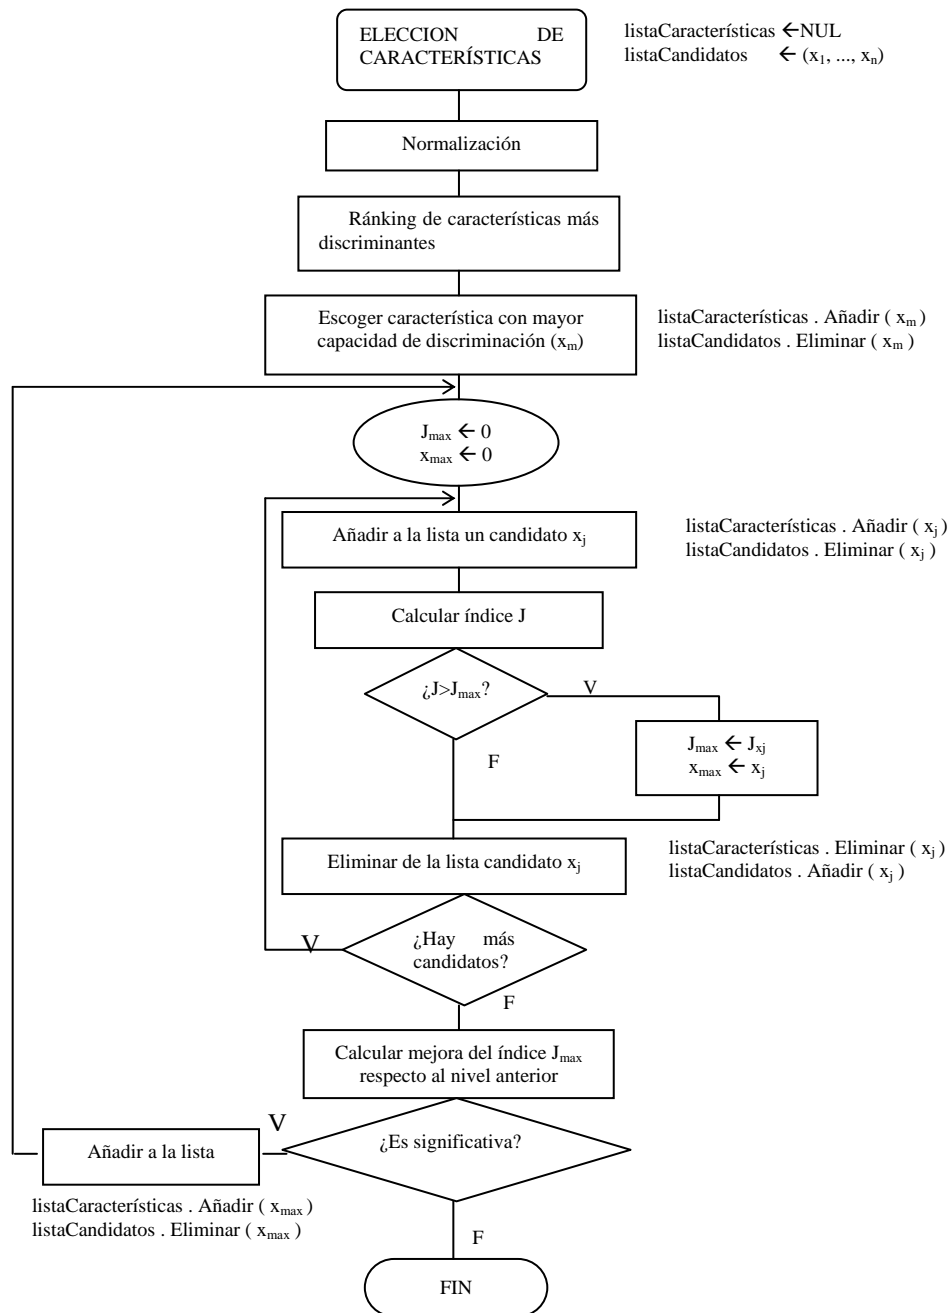 ELECCION DE
CARACTERÍSTICAS
listaCaracterísticas ←NUL
listaCandidatos ← (x1, ..., xn)
Normalización
Ránking de características más
discriminantes
Escoger característica con mayor
capacidad de discriminación (xm)
listaCaracterísticas . Añadir ( xm )
listaCandidatos . Eliminar ( xm )
Jmax ← 0
xmax ← 0
Añadir a la lista un candidato xj
listaCaracterísticas . Añadir ( xj )
listaCandidatos . Eliminar ( xj )
Calcular índice J
¿J>Jmax?
V
F
Jmax ← Jxj
xmax ← xj
Eliminar de la lista candidato xj
listaCaracterísticas . Eliminar ( xj )
listaCandidatos . Añadir ( xj )
¿Hay más
candidatos?
V
F
Calcular mejora del índice Jmax
respecto al nivel anterior
¿Es significativa?
V
Añadir a la lista
listaCaracterísticas . Añadir ( xmax )
listaCandidatos . Eliminar ( xmax )
F
FIN